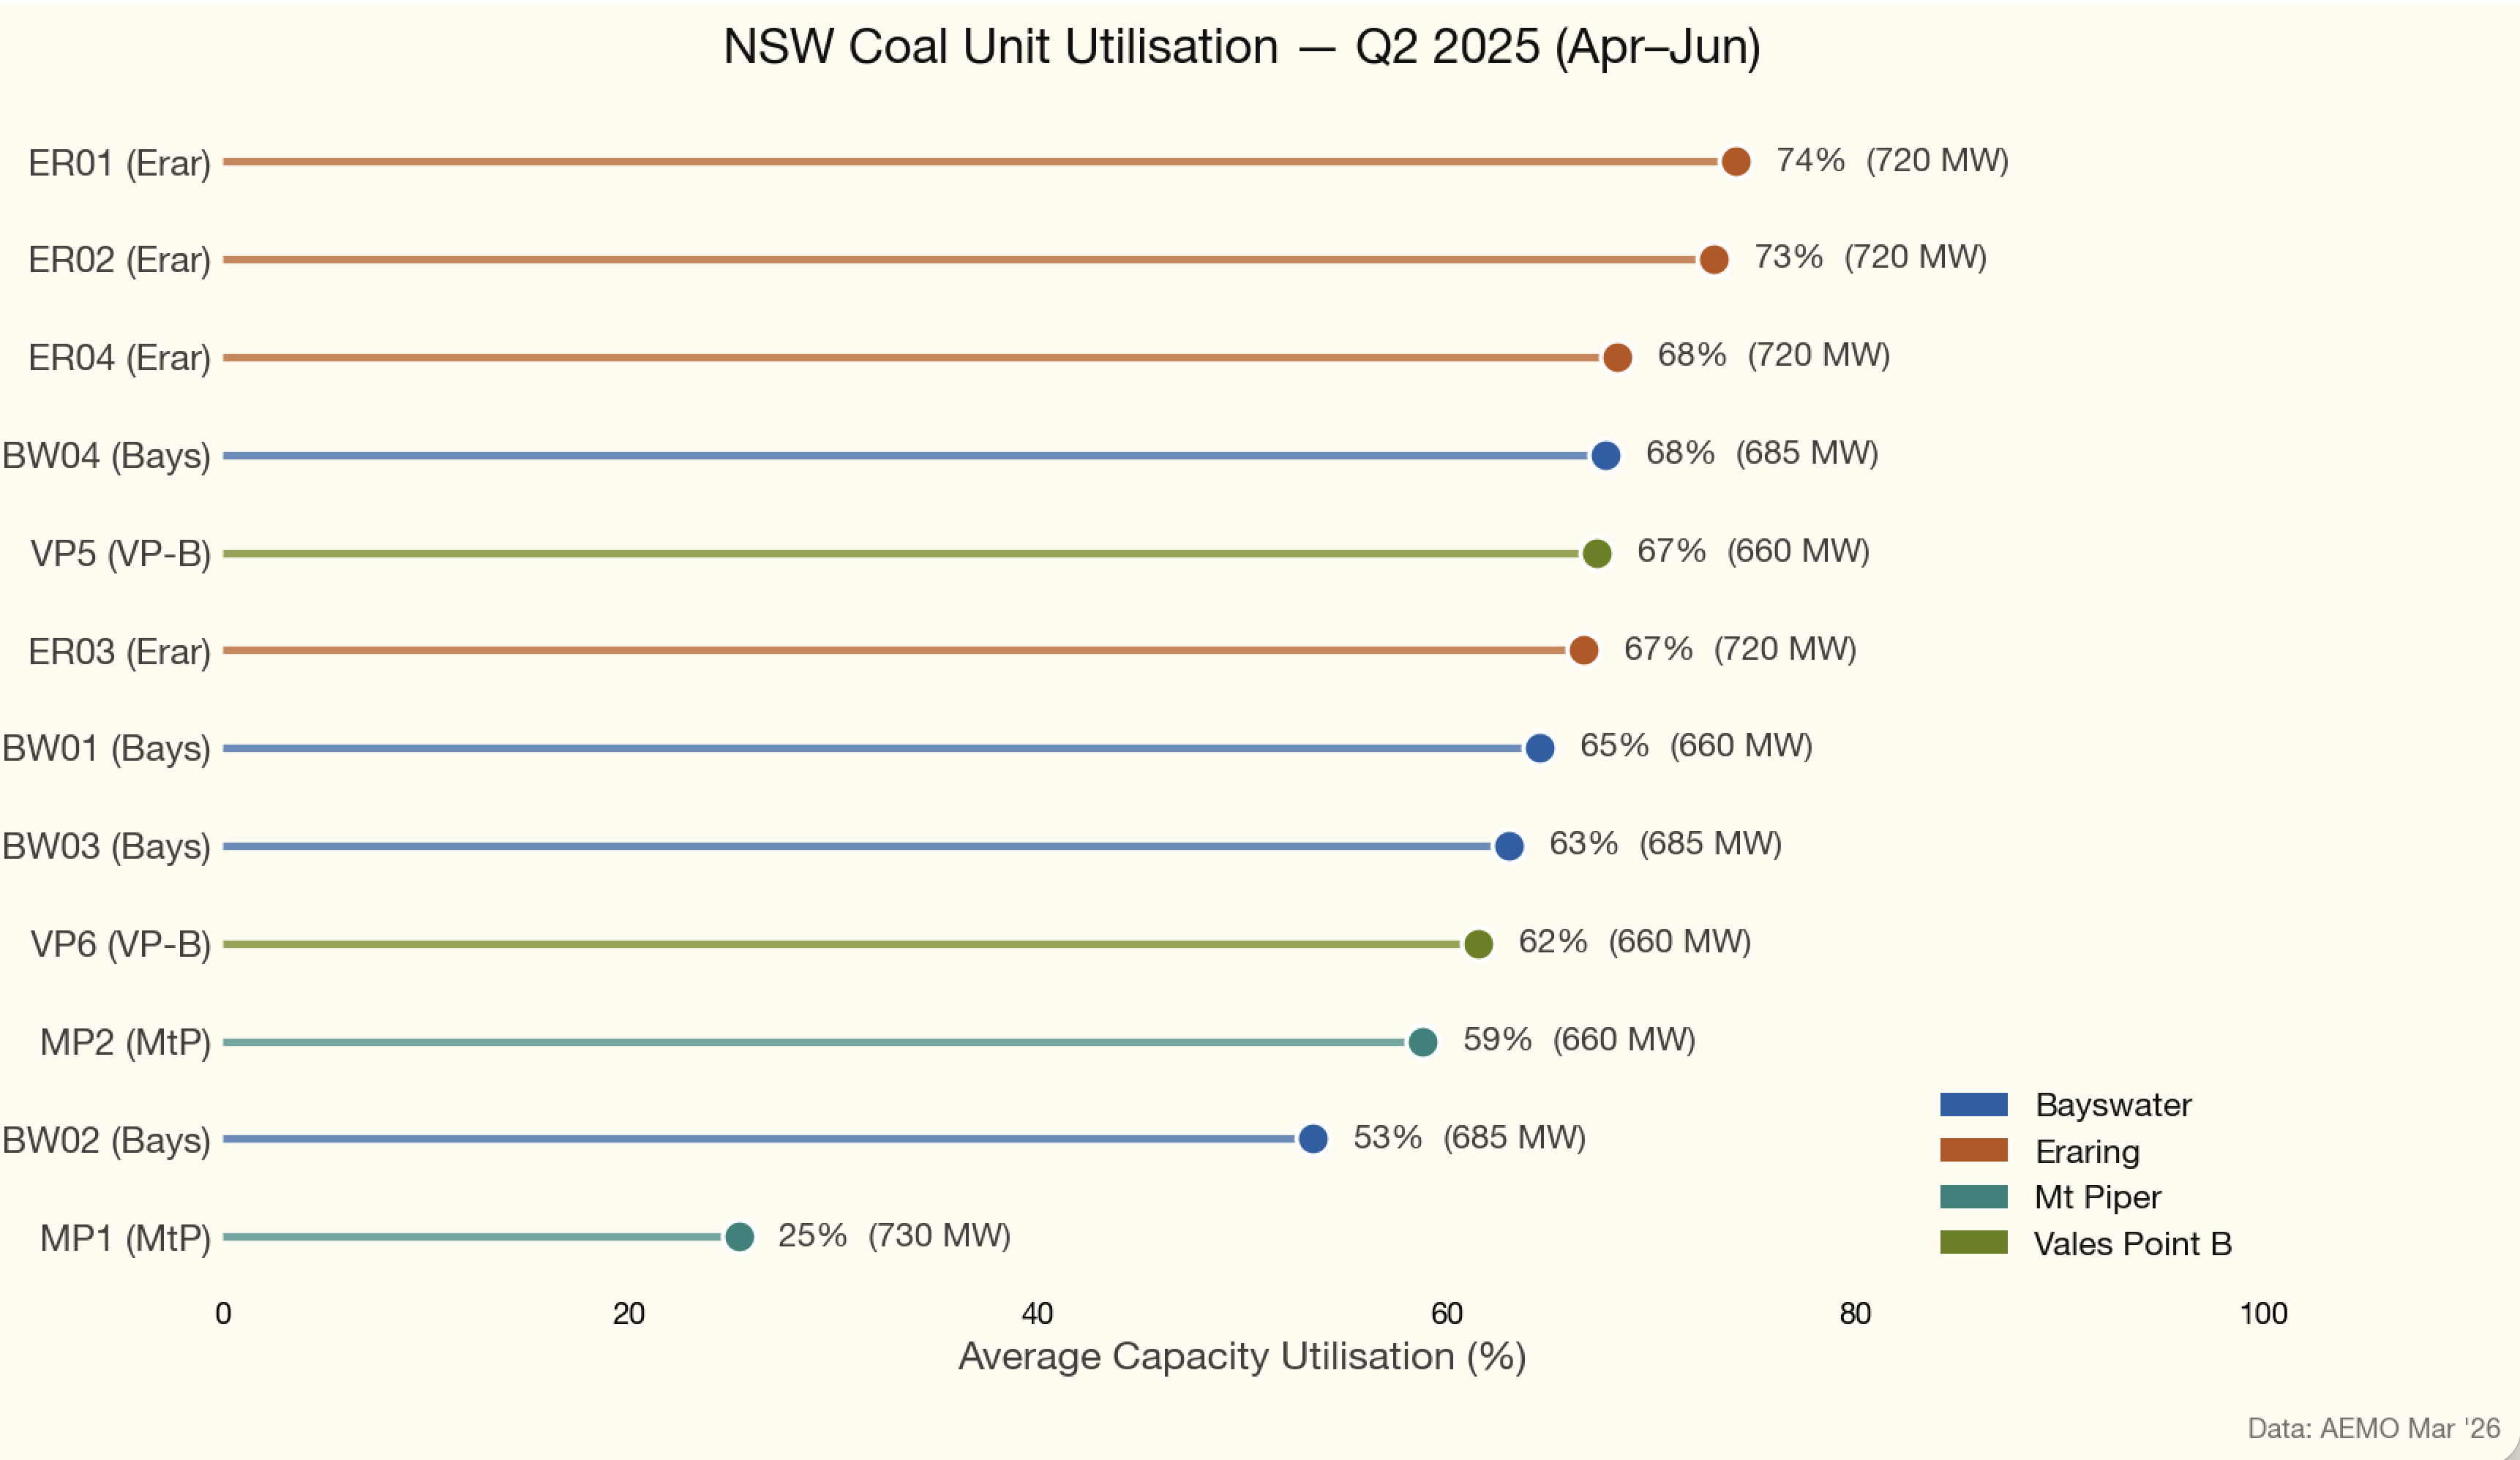 NSW Coal Unit Utilisation — Q2 2025 (Apr–Jun)
ER01 (Erar) 74% (720 MW)
ER02 (Erar) 73% (720 MW)
ER04 (Erar) 68% (720 MW)
BW04 (Bays) 68% (685 MW)
VP5 (VP-B) 67% (660 MW)
ER03 (Erar) 67% (720 MW)
BW01 (Bays) 65% (660 MW)
BW03 (Bays) 63% (685 MW)
VP6 (VP-B) 62% (660 MW)
MP2 (MtP) 59% (660 MW)
BW02 (Bays) 53% (685 MW)
MP1 (MtP) 25% (730 MW)
Bayswater
Eraring
Mt Piper
Vales Point B
0 20 40 60 80 100
Average Capacity Utilisation (%)
Data: AEMO Mar '26